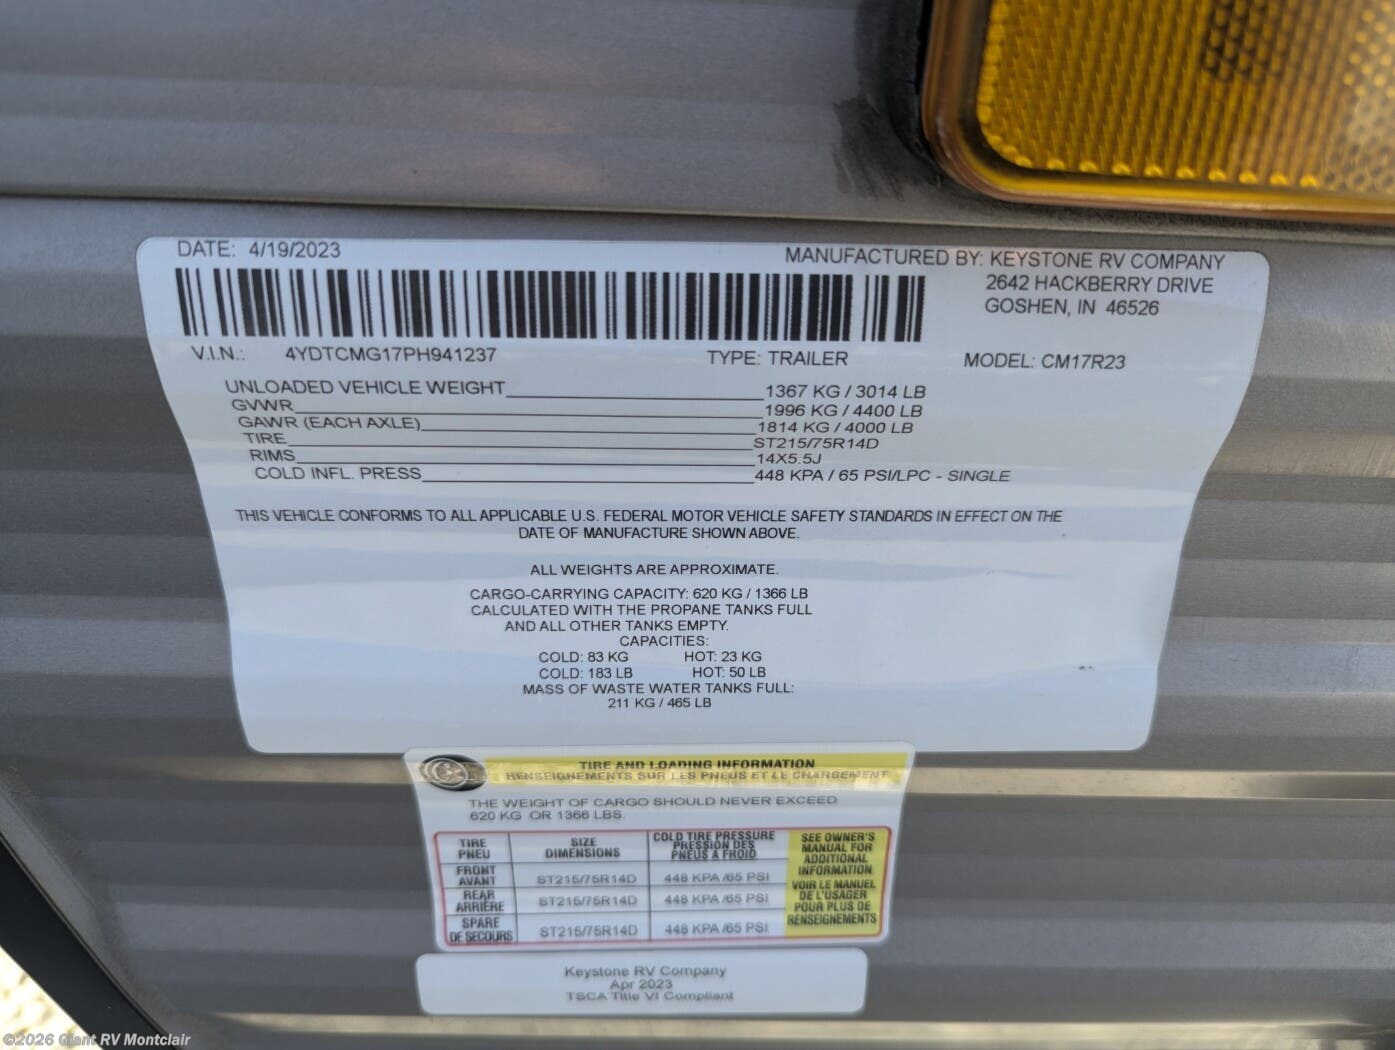 DATE: 4/19/2023
MANUFACTURED BY: KEYSTONE RV COMPANY
2642 HACKBERRY DRIVE
GOSHEN, IN 46526
V.I.N.: 4YDTCMG17PH941237 TYPE: TRAILER MODEL: CM17R23
UNLOADED VEHICLE WEIGHT 1367 KG / 3014 LB
GVWR 1996 KG / 4400 LB
GAWR (EACH AXLE) 1814 KG / 4000 LB
TIRE ST215/75R14D
RIMS 14X5.5J
COLD INFL. PRESS 448 KPA / 65 PSI/LPC - SINGLE
THIS VEHICLE CONFORMS TO ALL APPLICABLE U.S. FEDERAL MOTOR VEHICLE SAFETY STANDARDS IN EFFECT ON THE
DATE OF MANUFACTURE SHOWN ABOVE.
ALL WEIGHTS ARE APPROXIMATE.
CARGO-CARRYING CAPACITY: 620 KG / 1366 LB
CALCULATED WITH THE PROPANE TANKS FULL
AND ALL OTHER TANKS EMPTY.
CAPACITIES:
COLD: 83 KG HOT: 23 KG
COLD: 183 LB HOT: 50 LB
MASS OF WASTE WATER TANKS FULL:
211 KG / 465 LB
TIRE AND LOADING INFORMATION
RENSEIGNEMENTS SUR LES PNEUS ET LE CHARGEMENT
THE WEIGHT OF CARGO SHOULD NEVER EXCEED
620 KG OR 1366 LBS.
TIRE
PNEU
SIZE
DIMENSIONS
COLD TIRE PRESSURE
PRESSION DES
PNEUS A FROID
SEE OWNER'S
MANUAL FOR
ADDITIONAL
INFORMATION
VOIR LE MANUEL
DE L'USAGER
POUR PLUS DE
RENSEIGNEMENTS
FRONT
AVANT
ST215/75R14D
448 KPA /65 PSI
REAR
ARRIÈRE
ST215/75R14D
448 KPA /65 PSI
SPARE
DE SECOURS
ST215/75R14D
448 KPA /65 PSI
Keystone RV Company
Apr 2023
TSCA Title VI Compliant
©2026 Giant RV Montclair